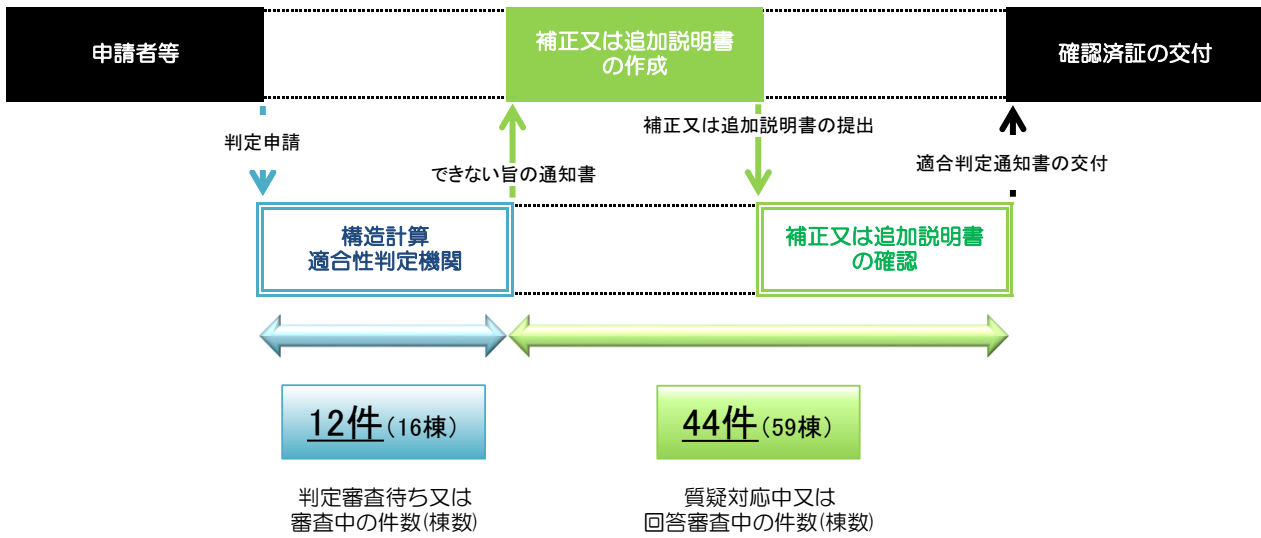 申請者等
補正又は追加説明書
の作成
確認済証の交付
判定申請
できない旨の通知書
補正又は追加説明書の提出
適合判定通知書の交付
構造計算
適合性判定機関
補正又は追加説明書
の確認
12件(16棟)
44件(59棟)
判定審査待ち又は
審査中の件数(棟数)
質疑対応中又は
回答審査中の件数(棟数)